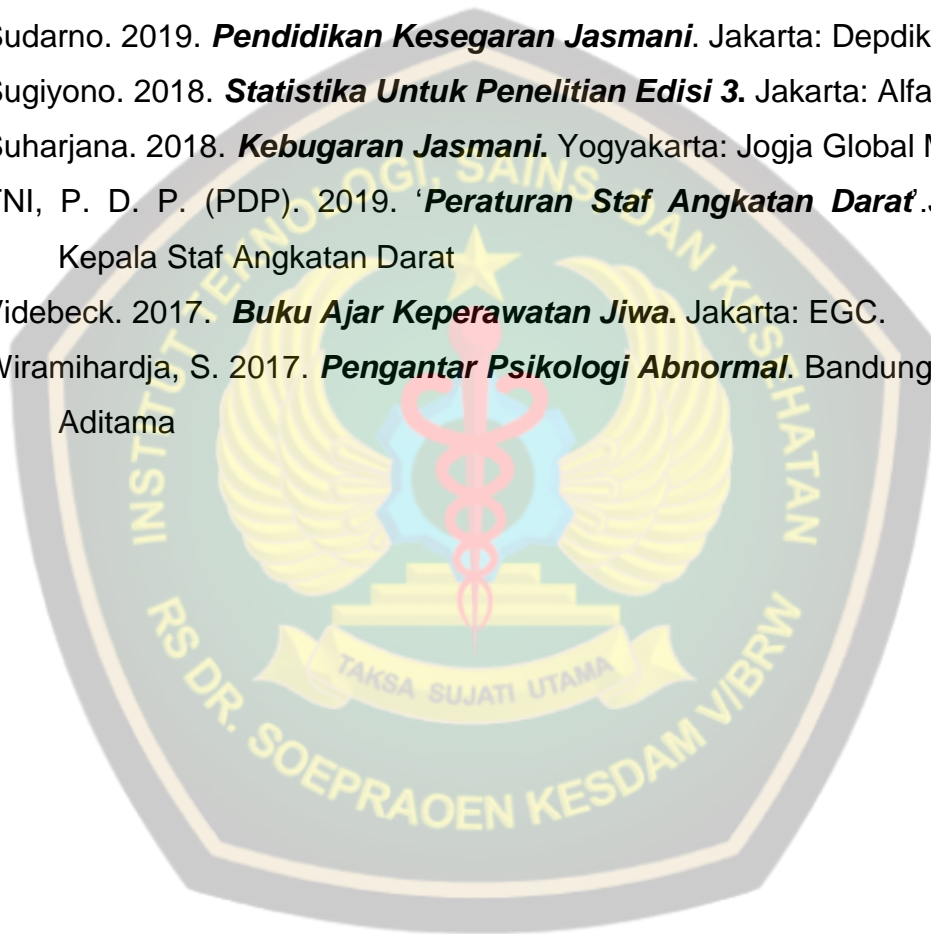 Sudarno. 2019. Pendidikan Kesegaran Jasmani. Jakarta: Depdik
Sugiyono. 2018. Statistika Untuk Penelitian Edisi 3. Jakarta: Alfa
Suharjana. 2018. Kebugaran Jasmani. Yogyakarta: Jogja Global M
TNI, P. D. P. (PDP). 2019. ‘Peraturan Staf Angkatan Darat’.J
Kepala Staf Angkatan Darat
Videbeck. 2017. Buku Ajar Keperawatan Jiwa. Jakarta: EGC.
Wiramihardja, S. 2017. Pengantar Psikologi Abnormal. Bandung
Aditama
INSTITUT TEKNOLOGI, SAINS, DAN KESEHATAN
TAKSA SUJATI UTAMA
RS DR. SOEPRAOEN KESDAM V/BRW